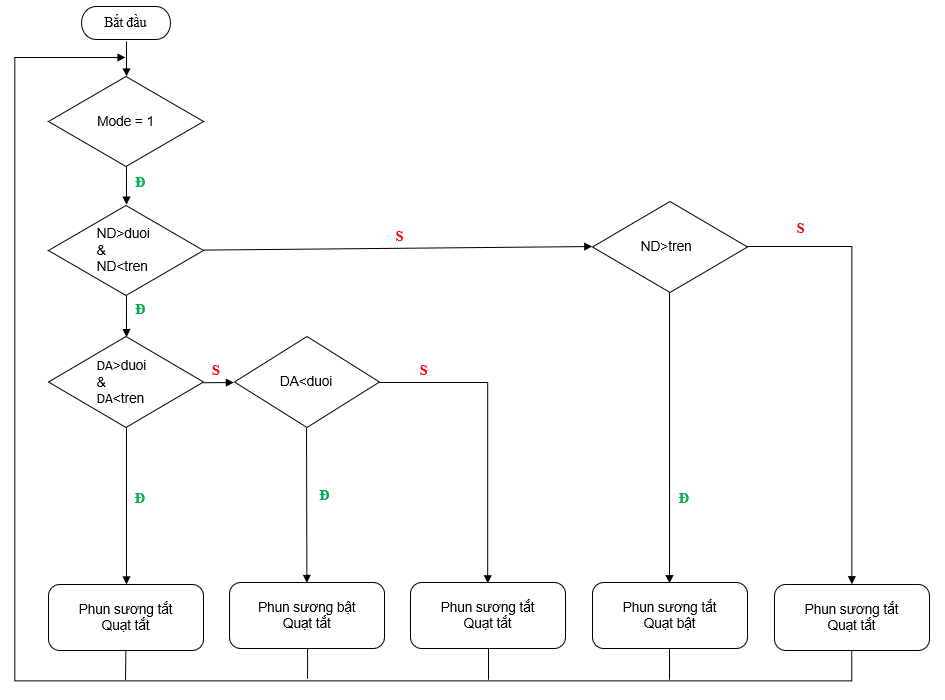 Bắt đầu
Mode = 1
Đ
ND>duoi
&
ND<tren
S
ND>tren
S
Đ
DA>duoi
&
DA<tren
S
DA<duoi
S
Đ
Đ
Đ
Phun sương tắt
Quạt tắt
Phun sương bật
Quạt tắt
Phun sương tắt
Quạt tắt
Phun sương tắt
Quạt bật
Phun sương tắt
Quạt tắt